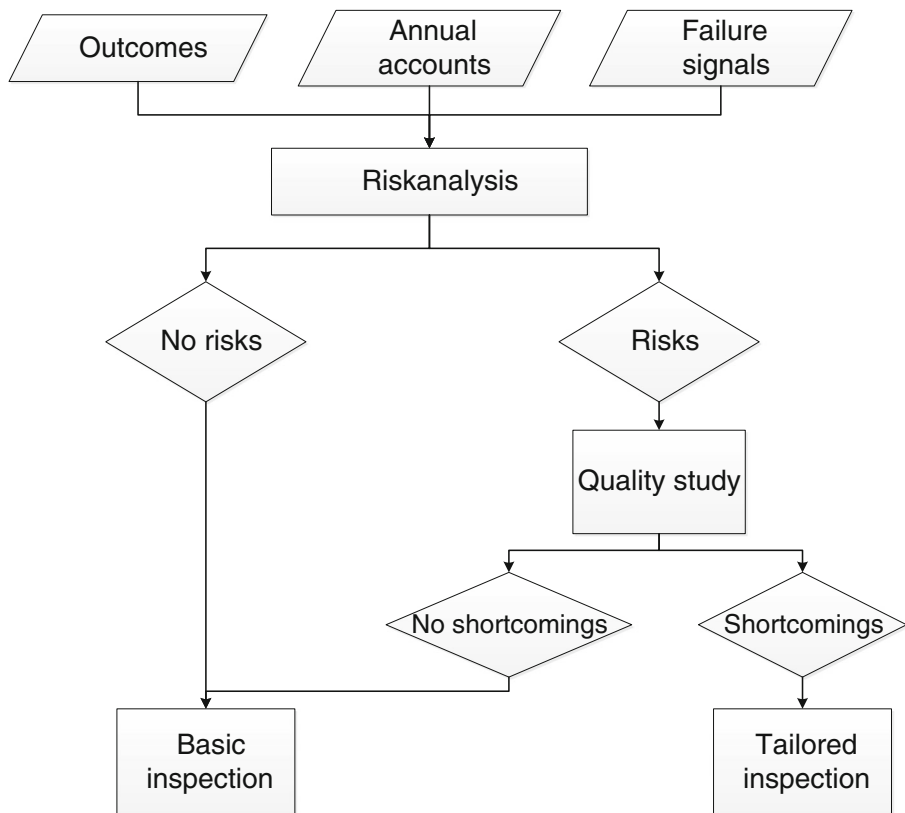 Outcomes
Annual
accounts
Failure
signals
Riskanalysis
No risks
Risks
Quality study
No shortcomings
Shortcomings
Basic
inspection
Tailored
inspection